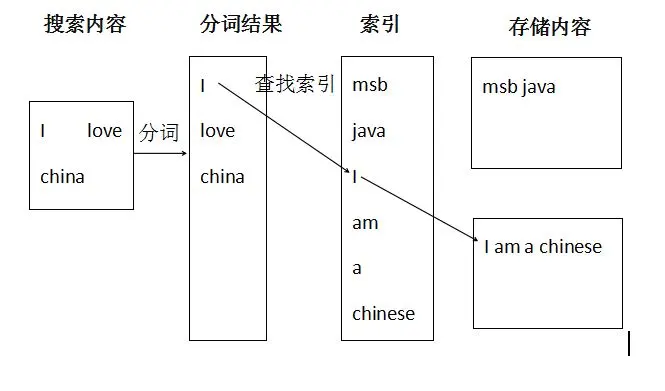 搜索内容 分词结果 索引 存储内容
I love
china
分词
I
love
china
查找索引
msb
java
I
am
a
chinese
msb java
I am a chinese